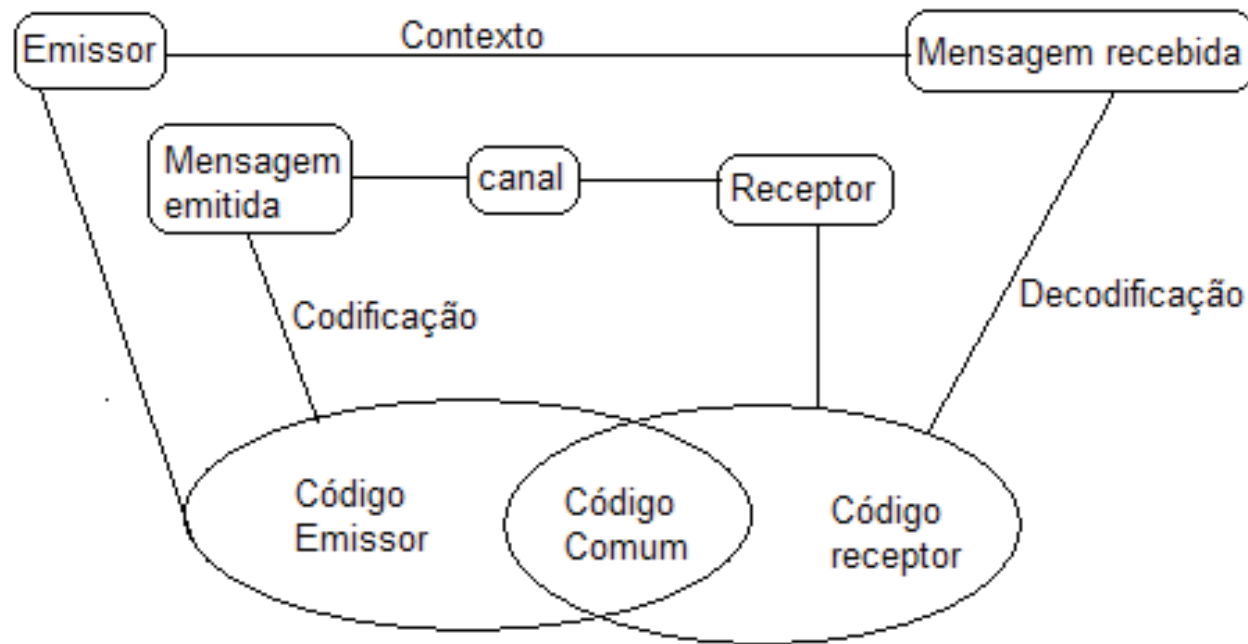 Emissor
Contexto
Mensagem recebida
Mensagem
emitida
canal
Receptor
Codificação
Decodificação
Código
Emissor
Código
Comum
Código
receptor